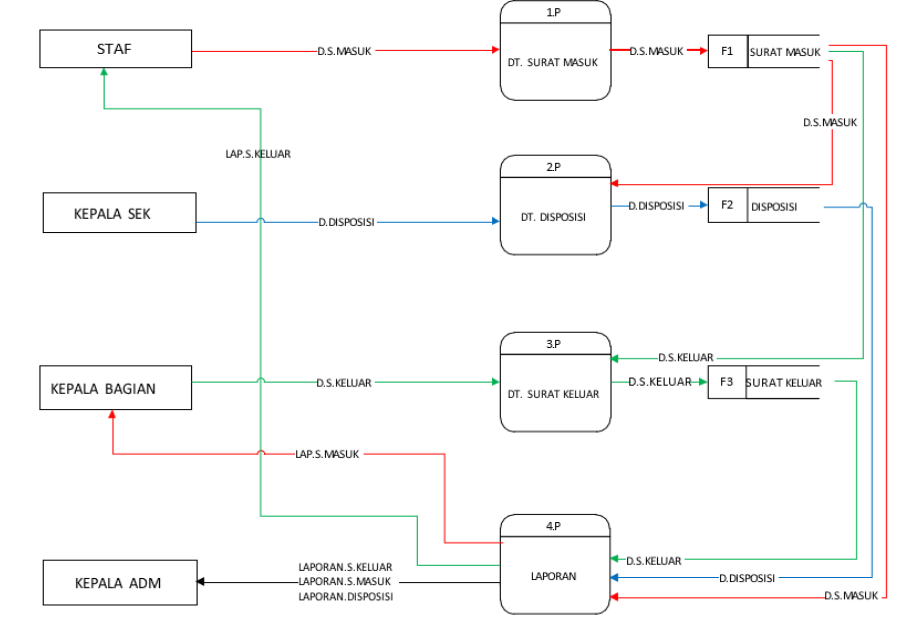 1.P
STAF
D.S.MASUK
DT. SURAT MASUK
D.S.MASUK
F1
SURAT MASUK
D.S.MASUK
LAP.S.KELUAR
2.P
KEPALA SEK
D.DISPOSISI
DT. DISPOSISI
D.DISPOSISI
F2
DISPOSISI
3.P
D.S.KELUAR
KEPALA BAGIAN
D.S.KELUAR
DT. SURAT KELUAR
D.S.KELUAR
F3
SURAT KELUAR
LAP.S.MASUK
4.P
D.S.KELUAR
KEPALA ADM
LAPORAN.S.KELUAR
LAPORAN.S.MASUK
LAPORAN.DISPOSISI
LAPORAN
D.DISPOSISI
D.S.MASUK